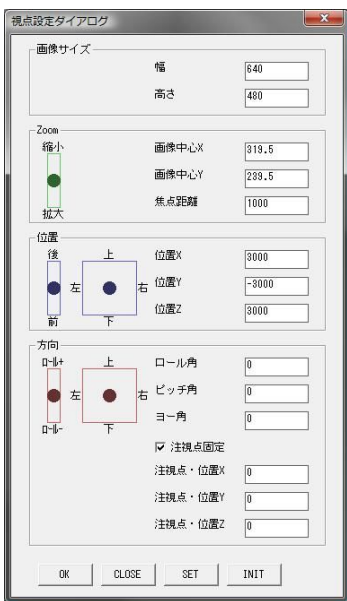 視点設定ダイアログ
画像サイズ
幅 640
高さ 480
Zoom
縮小
拡大
画像中心X 319.5
画像中心Y 239.5
焦点距離 1000
位置
後
前
上
左 右
下
位置X 3000
位置Y -3000
位置Z 3000
方向
ロール+
ロール-
上
左 右
下
ロール角 0
ピッチ角 0
ヨー角 0
注視点固定
注視点・位置X 0
注視点・位置Y 0
注視点・位置Z 0
OK CLOSE SET INIT